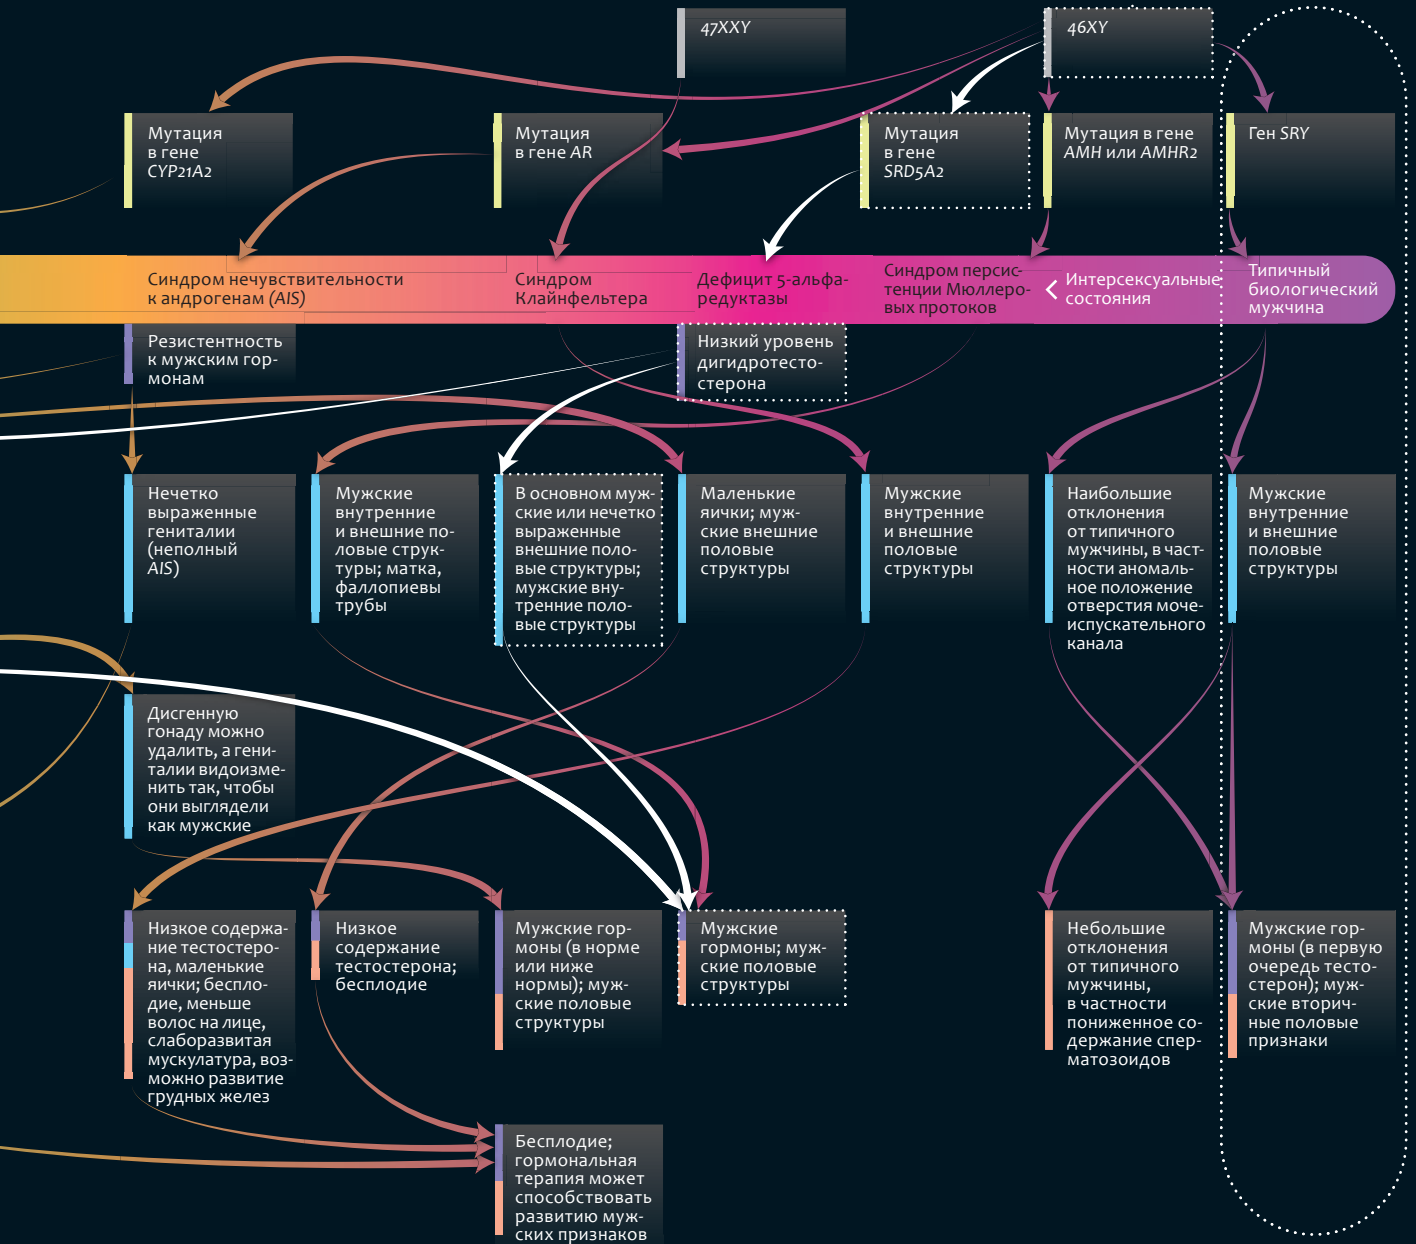 47XXY
46XY
Мутация
в гене
CYP21A2
Мутация
в гене AR
Мутация
в гене
SRD5A2
Мутация в гене
AMH или AMHR2
Ген SRY
Синдром нечувствительности
к андрогенам (AIS)
Синдром
Клайнфельтера
Дефицит 5-альфа-
редуктазы
Синдром персис-
тенции Мюллеро-
вых протоков
< Интерсексуальные
состояния
Типичный
биологический
мужчина
Резистентность
к мужским гор-
монам
Низкий уровень
дигидротесто-
стерона
Нечетко
выраженные
гениталии
(неполный
AIS)
Мужские
внутренние
и внешние по-
ловые струк-
туры; матка,
фаллопиевы
трубы
В основном муж-
ские или нечетко
выраженные
внешние поло-
вые структуры;
мужские вну-
тренние поло-
вые структуры
Маленькие
яички; муж-
ские внешние
половые
структуры
Мужские
внутренние
и внешние
половые
структуры
Наибольшие
отклонения
от типичного
мужчины, в част-
ности аномаль-
ное положение
отверстия моче-
испускательного
канала
Мужские
внутренние
и внешние
половые
структуры
Дисгенную
гонаду можно
удалить, а гени-
талии видоизме-
нить так, чтобы
они выглядели
как мужские
Низкое содержа-
ние тестостеро-
на, маленькие
яички; беспло-
дие, меньше
волос на лице,
слаборазвитая
мускулатура, воз-
можно развитие
грудных желез
Низкое
содержание
тестостерона;
бесплодие
Мужские гор-
моны (в норме
или ниже
нормы); муж-
ские половые
структуры
Мужские
гормоны; муж-
ские половые
структуры
Небольшие
отклонения
от типичного
мужчины,
в частности
пониженное со-
держание спер-
матозоидов
Мужские гор-
моны (в первую
очередь тесто-
стерон); муж-
ские вторич-
ные половые
признаки
Бесплодие;
гормональная
терапия может
способствовать
развитию муж-
ских признаков